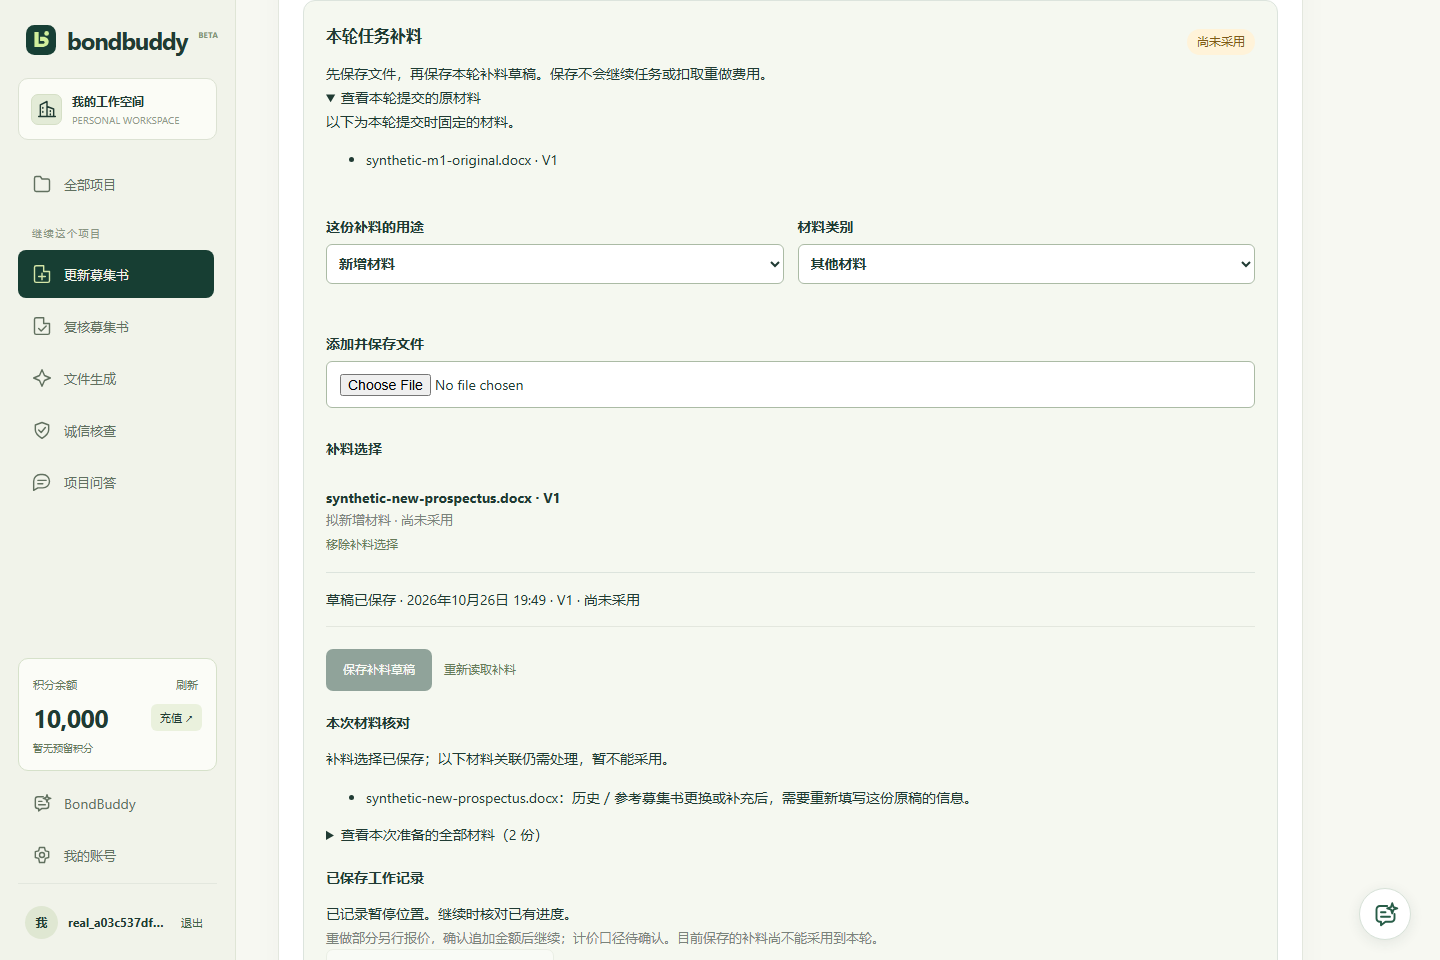 bondbuddy BETA
我的工作空间
PERSONAL WORKSPACE
全部项目
继续这个项目
更新募集书
复核募集书
文件生成
诚信核查
项目问答
积分余额 刷新
10,000 充值 ↗
暂无预留积分
BondBuddy
我的账号
我 real_a03c537df... 退出
本轮任务补料 尚未采用
先保存文件，再保存本轮补料草稿。保存不会继续任务或扣取重做费用。
▼ 查看本轮提交的原材料
以下为本轮提交时固定的材料。
• synthetic-m1-original.docx · V1
这份补料的用途 材料类别
新增材料 其他材料
添加并保存文件
Choose File No file chosen
补料选择
synthetic-new-prospectus.docx · V1
拟新增材料 · 尚未采用
移除补料选择
草稿已保存 · 2026年10月26日 19:49 · V1 · 尚未采用
保存补料草稿 重新读取补料
本次材料核对
补料选择已保存；以下材料关联仍需处理，暂不能采用。
• synthetic-new-prospectus.docx：历史 / 参考募集书更换或补充后，需要重新填写这份原稿的信息。
▶ 查看本次准备的全部材料（2 份）
已保存工作记录
已记录暂停位置。继续时核对已有进度。
重做部分另行报价，确认追加金额后继续；计价口径待确认。目前保存的补料尚不能采用到本轮。